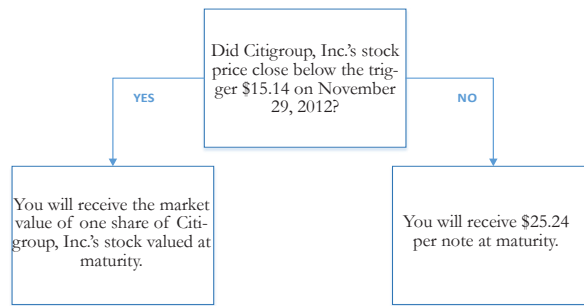 Did Citigroup, Inc.'s stock
price close below the trig-
ger $15.14 on November
29, 2012?
YES
NO
You will receive the market
value of one share of Citi-
group, Inc.'s stock valued at
maturity.
You will receive $25.24
per note at maturity.